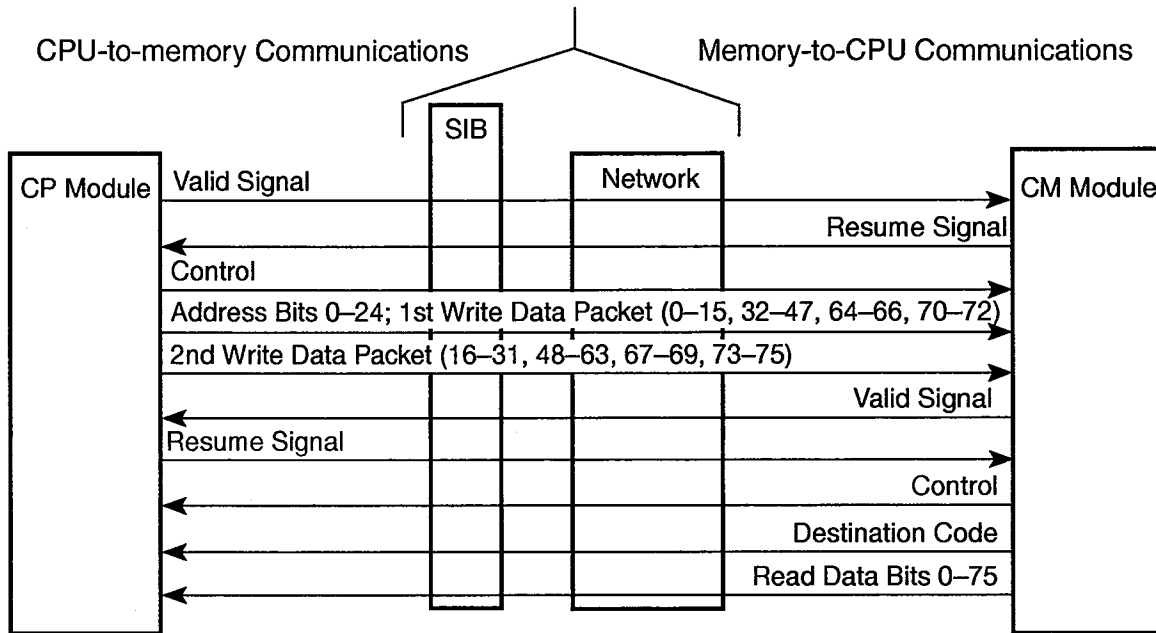 CPU-to-memory Communications
Memory-to-CPU Communications
SIB
CP Module
Valid Signal
Network
CM Module
Resume Signal
Control
Address Bits 0–24; 1st Write Data Packet (0–15, 32–47, 64–66, 70–72)
2nd Write Data Packet (16–31, 48–63, 67–69, 73–75)
Valid Signal
Resume Signal
Control
Destination Code
Read Data Bits 0–75